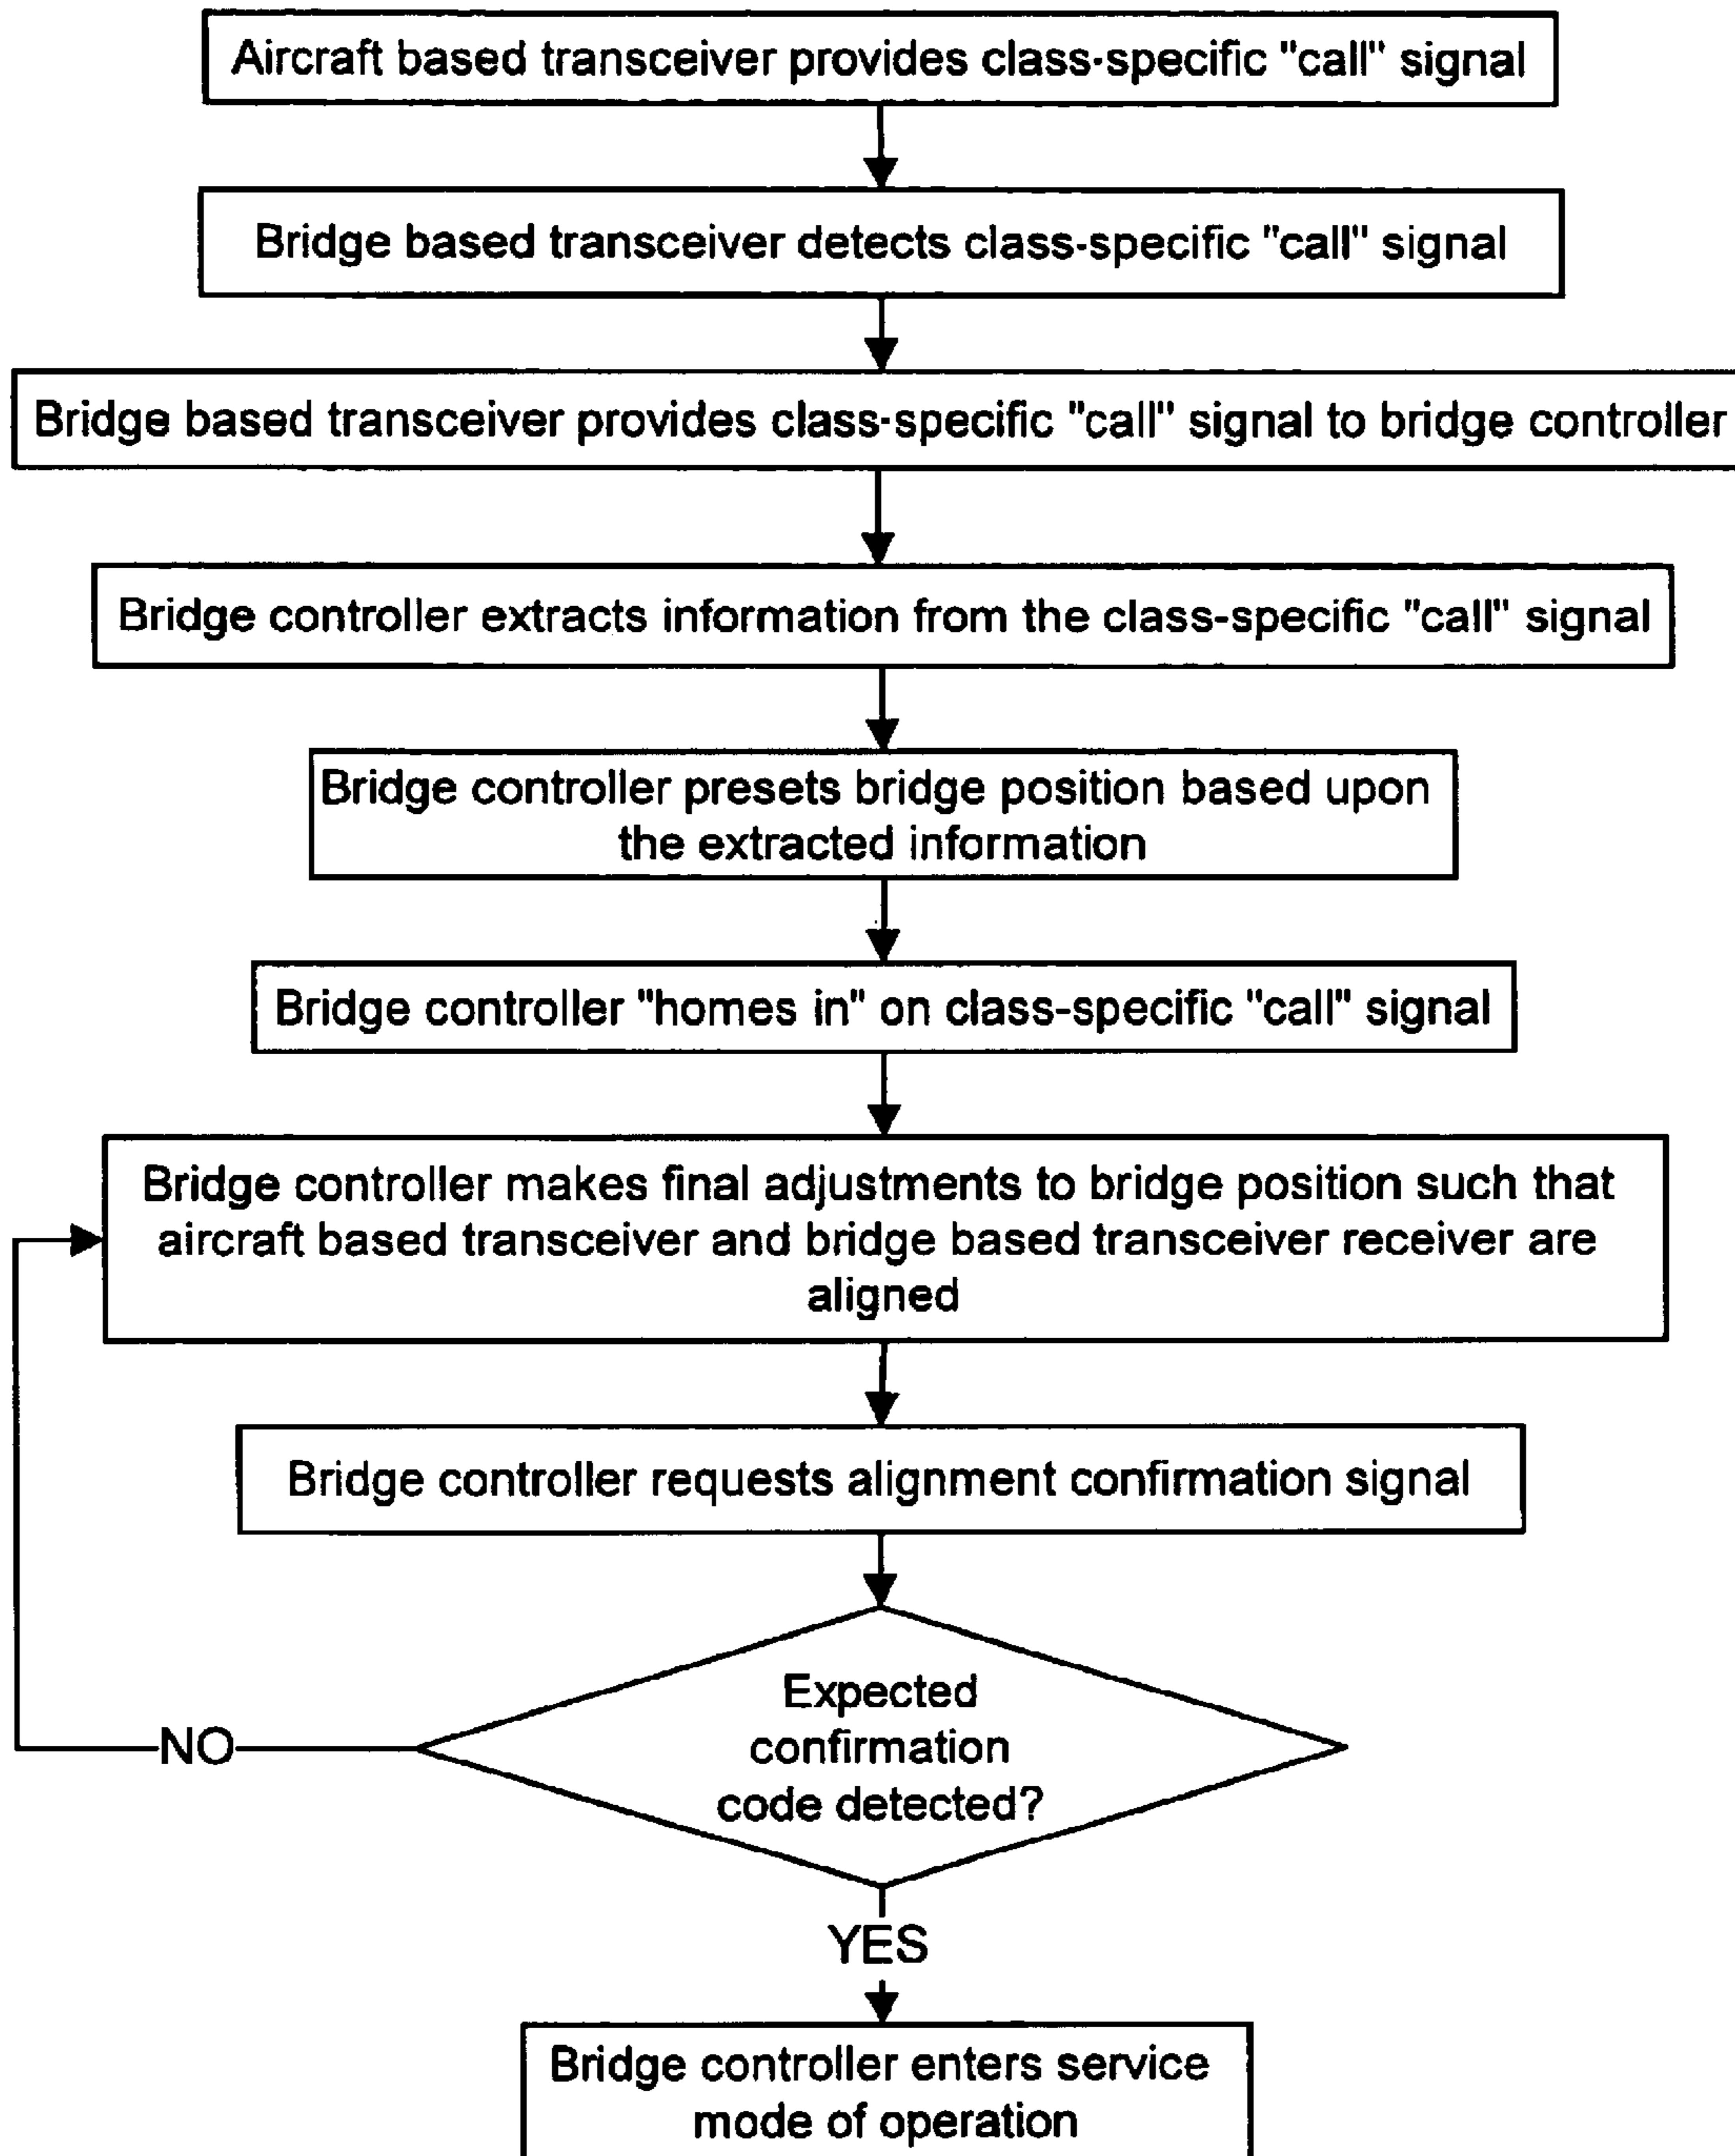 Aircraft based transceiver provides class-specific "call" signal
Bridge based transceiver detects class-specific "call" signal
Bridge based transceiver provides class-specific "call" signal to bridge controller
Bridge controller extracts information from the class-specific "call" signal
Bridge controller presets bridge position based upon
the extracted information
Bridge controller "homes in" on class-specific "call" signal
Bridge controller makes final adjustments to bridge position such that
aircraft based transceiver and bridge based transceiver receiver are
aligned
Bridge controller requests alignment confirmation signal
Expected
confirmation
code detected?
NO
YES
Bridge controller enters service
mode of operation